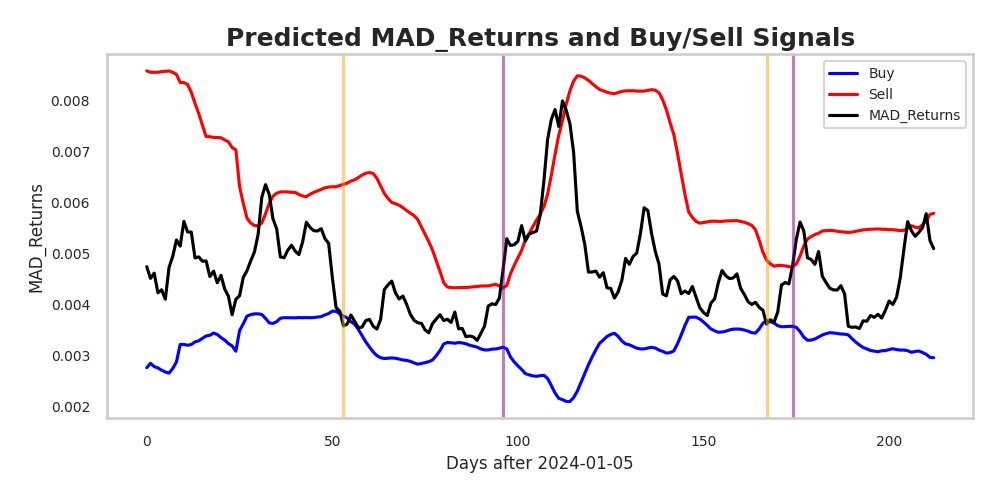 Predicted MAD_Returns and Buy/Sell Signals
Buy
Sell
MAD_Returns
MAD_Returns
0.008
0.007
0.006
0.005
0.004
0.003
0.002
0 50 100 150 200
Days after 2024-01-05